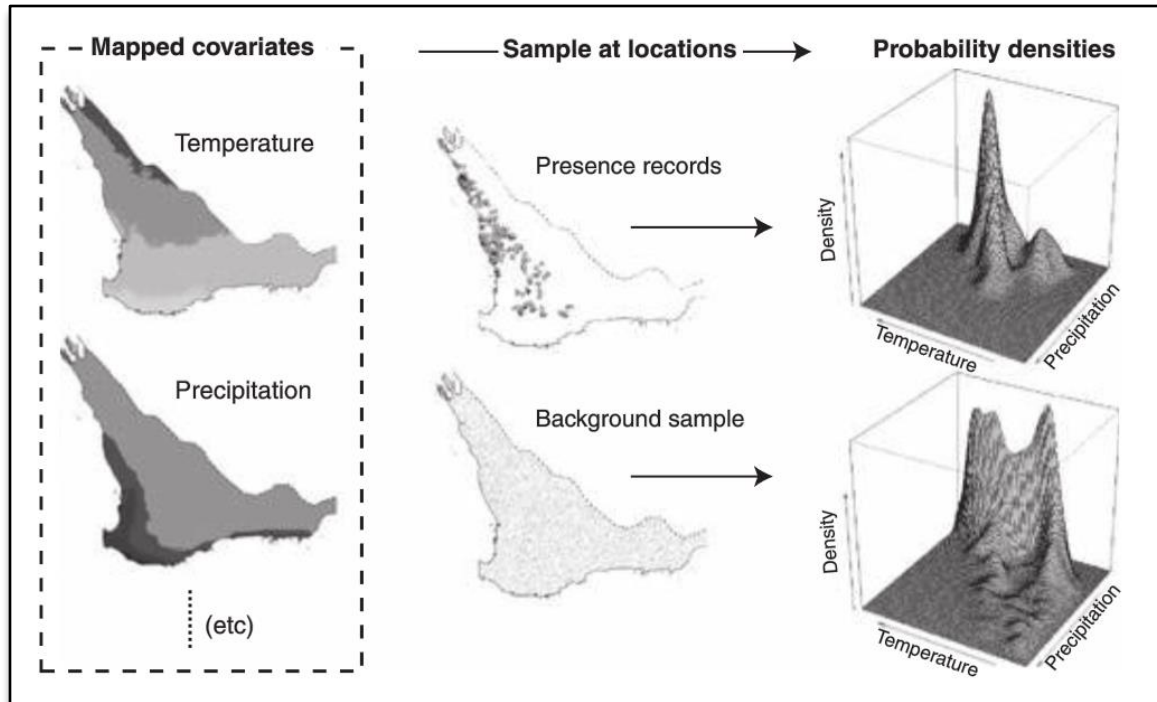 Mapped covariates
Sample at locations
Probability densities
Temperature
Precipitation
(etc)
Presence records
Background sample
Density
Temperature
Precipitation
Density
Temperature
Precipitation